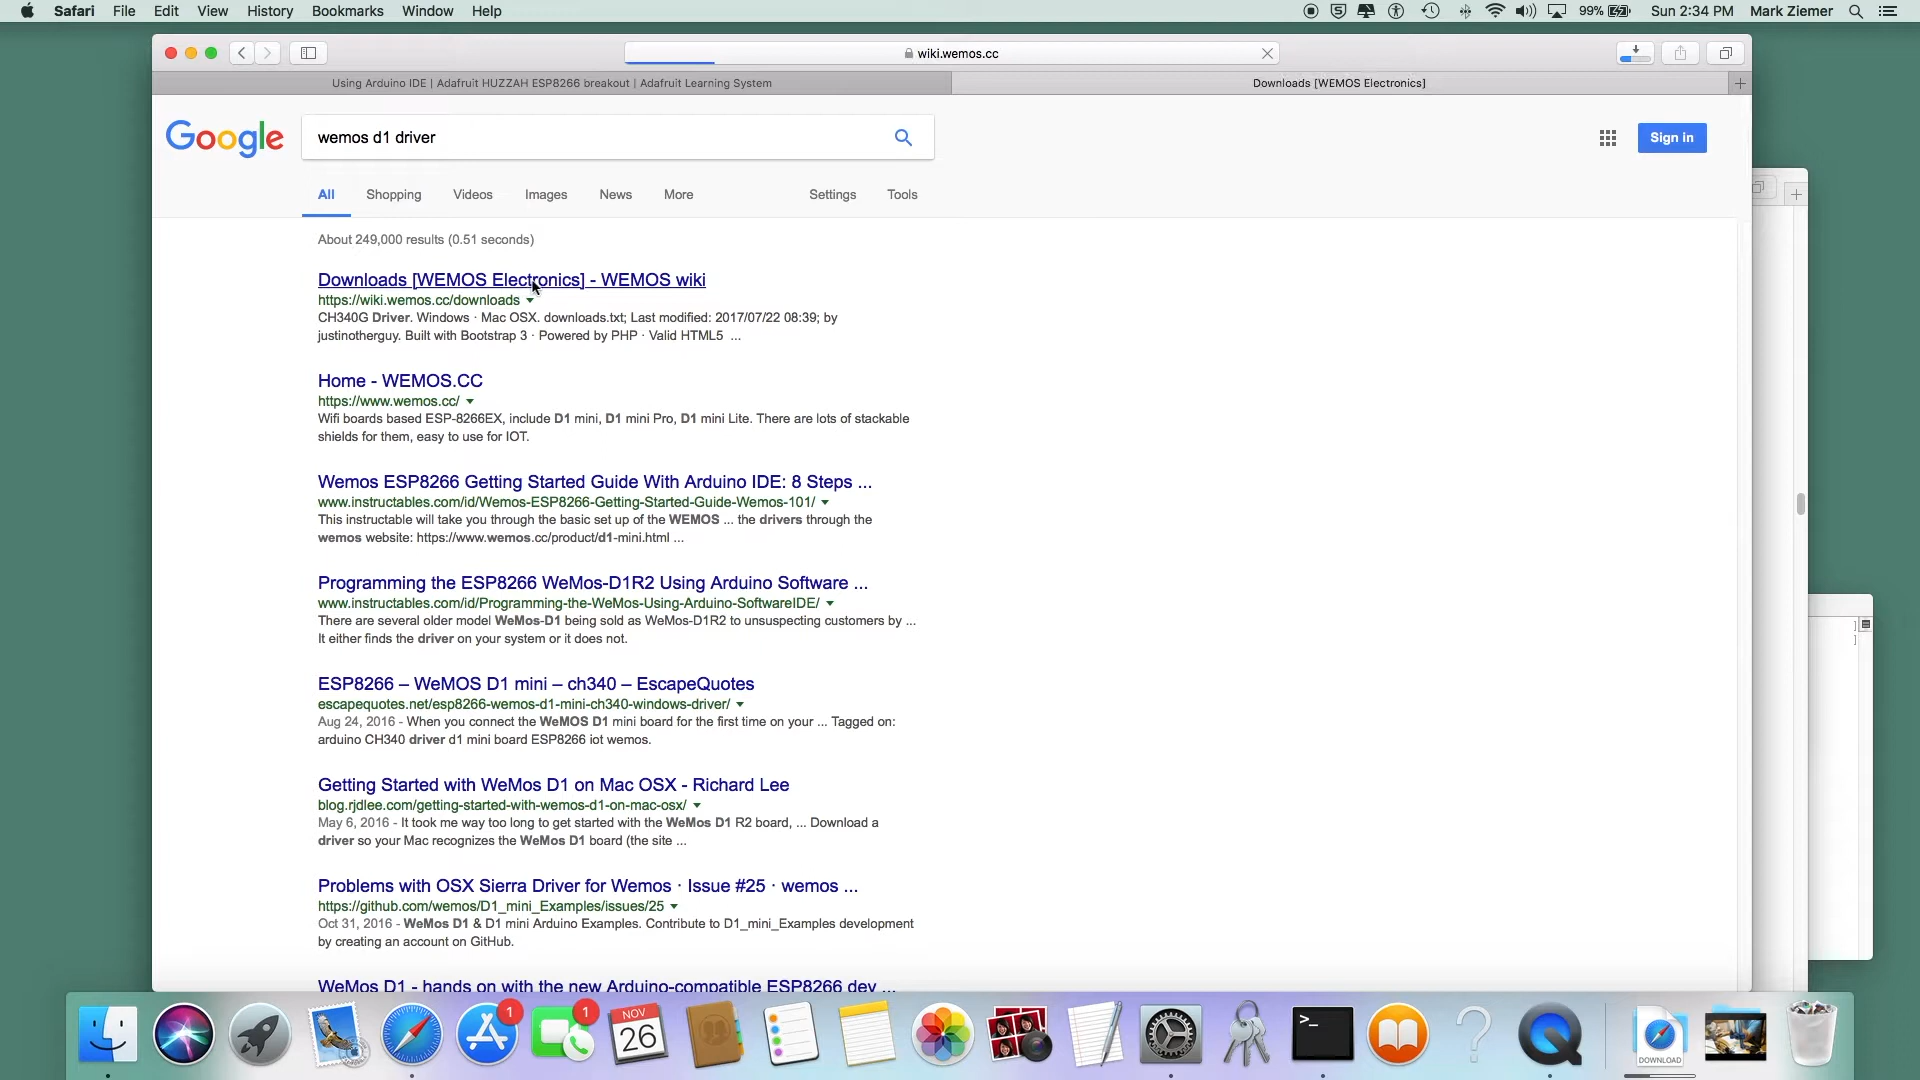 Safari File Edit View History Bookmarks Window Help
99% Sun 2:34 PM Mark Ziemer
wiki.wemos.cc
Using Arduino IDE | Adafruit HUZZAH ESP8266 breakout | Adafruit Learning System
Downloads [WEMOS Electronics]
Google
wemos d1 driver
Sign in
All Shopping Videos Images News More Settings Tools
About 249,000 results (0.51 seconds)
Downloads [WEMOS Electronics] - WEMOS wiki
https://wiki.wemos.cc/downloads
CH340G Driver. Windows · Mac OSX. downloads.txt; Last modified: 2017/07/22 08:39; by
justinotherguy. Built with Bootstrap 3 · Powered by PHP · Valid HTML5 ...
Home - WEMOS.CC
https://www.wemos.cc/
Wifi boards based ESP-8266EX, include D1 mini, D1 mini Pro, D1 mini Lite. There are lots of stackable
shields for them, easy to use for IOT.
Wemos ESP8266 Getting Started Guide With Arduino IDE: 8 Steps ...
www.instructables.com/id/Wemos-ESP8266-Getting-Started-Guide-Wemos-101/
This instructable will take you through the basic set up of the WEMOS ... the drivers through the
wemos website: https://www.wemos.cc/product/d1-mini.html ...
Programming the ESP8266 WeMos-D1R2 Using Arduino Software ...
www.instructables.com/id/Programming-the-WeMos-Using-Arduino-SoftwareIDE/
There are several older model WeMos-D1 being sold as WeMos-D1R2 to unsuspecting customers by ...
It either finds the driver on your system or it does not.
ESP8266 – WeMOS D1 mini – ch340 – EscapeQuotes
escapequotes.net/esp8266-wemos-d1-mini-ch340-windows-driver/
Aug 24, 2016 - When you connect the WeMOS D1 mini board for the first time on your ... Tagged on:
arduino CH340 driver d1 mini board ESP8266 iot wemos.
Getting Started with WeMos D1 on Mac OSX - Richard Lee
blog.rjdlee.com/getting-started-with-wemos-d1-on-mac-osx/
May 6, 2016 - It took me way too long to get started with the WeMos D1 R2 board, ... Download a
driver so your Mac recognizes the WeMos D1 board (the site ...
Problems with OSX Sierra Driver for Wemos · Issue #25 · wemos ...
https://github.com/wemos/D1_mini_Examples/issues/25
Oct 31, 2016 - WeMos D1 & D1 mini Arduino Examples. Contribute to D1_mini_Examples development
by creating an account on GitHub.
WeMos D1 - hands on with the new Arduino-compatible ESP8266 dev ...
1
1
NOV
26
>_
DOWNLOAD